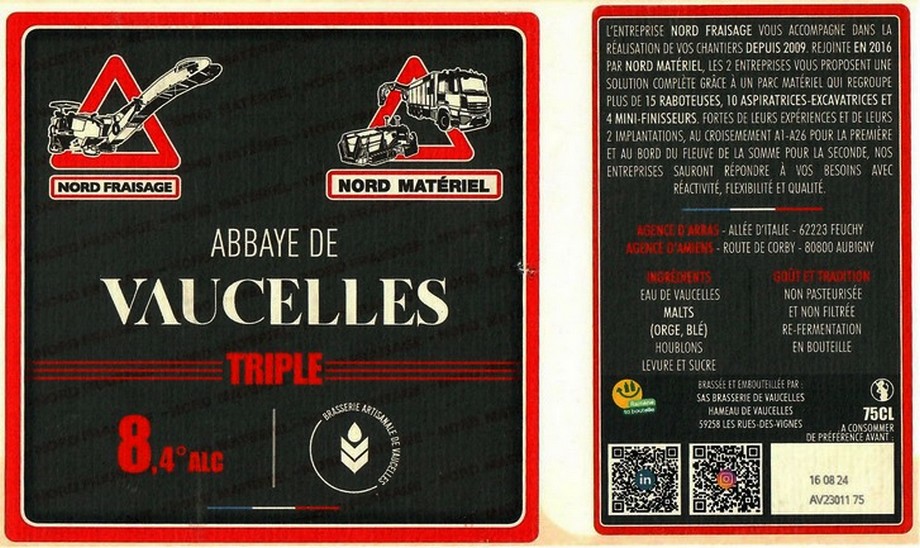 NORD FRAISAGE
NORD MATÉRIEL
ABBAYE DE
VAUCELLES
TRIPLE
8,4° ALC
BRASSERIE ARTISANALE DE VAUCELLES
L'ENTREPRISE NORD FRAISAGE VOUS ACCOMPAGNE DANS LA
RÉALISATION DE VOS CHANTIERS DEPUIS 2009. REJOINTE EN 2016
PAR NORD MATÉRIEL, LES 2 ENTREPRISES VOUS PROPOSENT UNE
SOLUTION COMPLÈTE GRÂCE À UN PARC MATÉRIEL QUI REGROUPE
PLUS DE 15 RABOTEUSES, 10 ASPIRATRICES-EXCAVATRICES ET
4 MINI-FINISSEURS. FORTES DE LEURS EXPÉRIENCES ET DE LEURS
2 IMPLANTATIONS, AU CROISEMENT A1-A26 POUR LA PREMIÈRE
ET AU BORD DU FLEUVE DE LA SOMME POUR LA SECONDE, NOS
ENTREPRISES SAURONT RÉPONDRE À VOS BESOINS AVEC
RÉACTIVITÉ, FLEXIBILITÉ ET QUALITÉ.
AGENCE D'ARRAS - ALLÉE D'ITALIE - 62223 FEUCHY
AGENCE D'AMIENS - ROUTE DE CORBY - 80800 AUBIGNY
INGRÉDIENTS
EAU DE VAUCELLES
MALTS
(ORGE, BLÉ)
HOUBLONS
LEVURE ET SUCRE
GOÛT ET TRADITION
NON PASTEURISÉE
ET NON FILTRÉE
RE-FERMENTATION
EN BOUTEILLE
BRASSÉE ET EMBOUTEILLÉE PAR :
SAS BRASSERIE DE VAUCELLES
HAMEAU DE VAUCELLES
59258 LES RUES-DES-VIGNES
75CL
A CONSOMMER
DE PRÉFÉRENCE AVANT :
in
16 08 24
AV23011 75